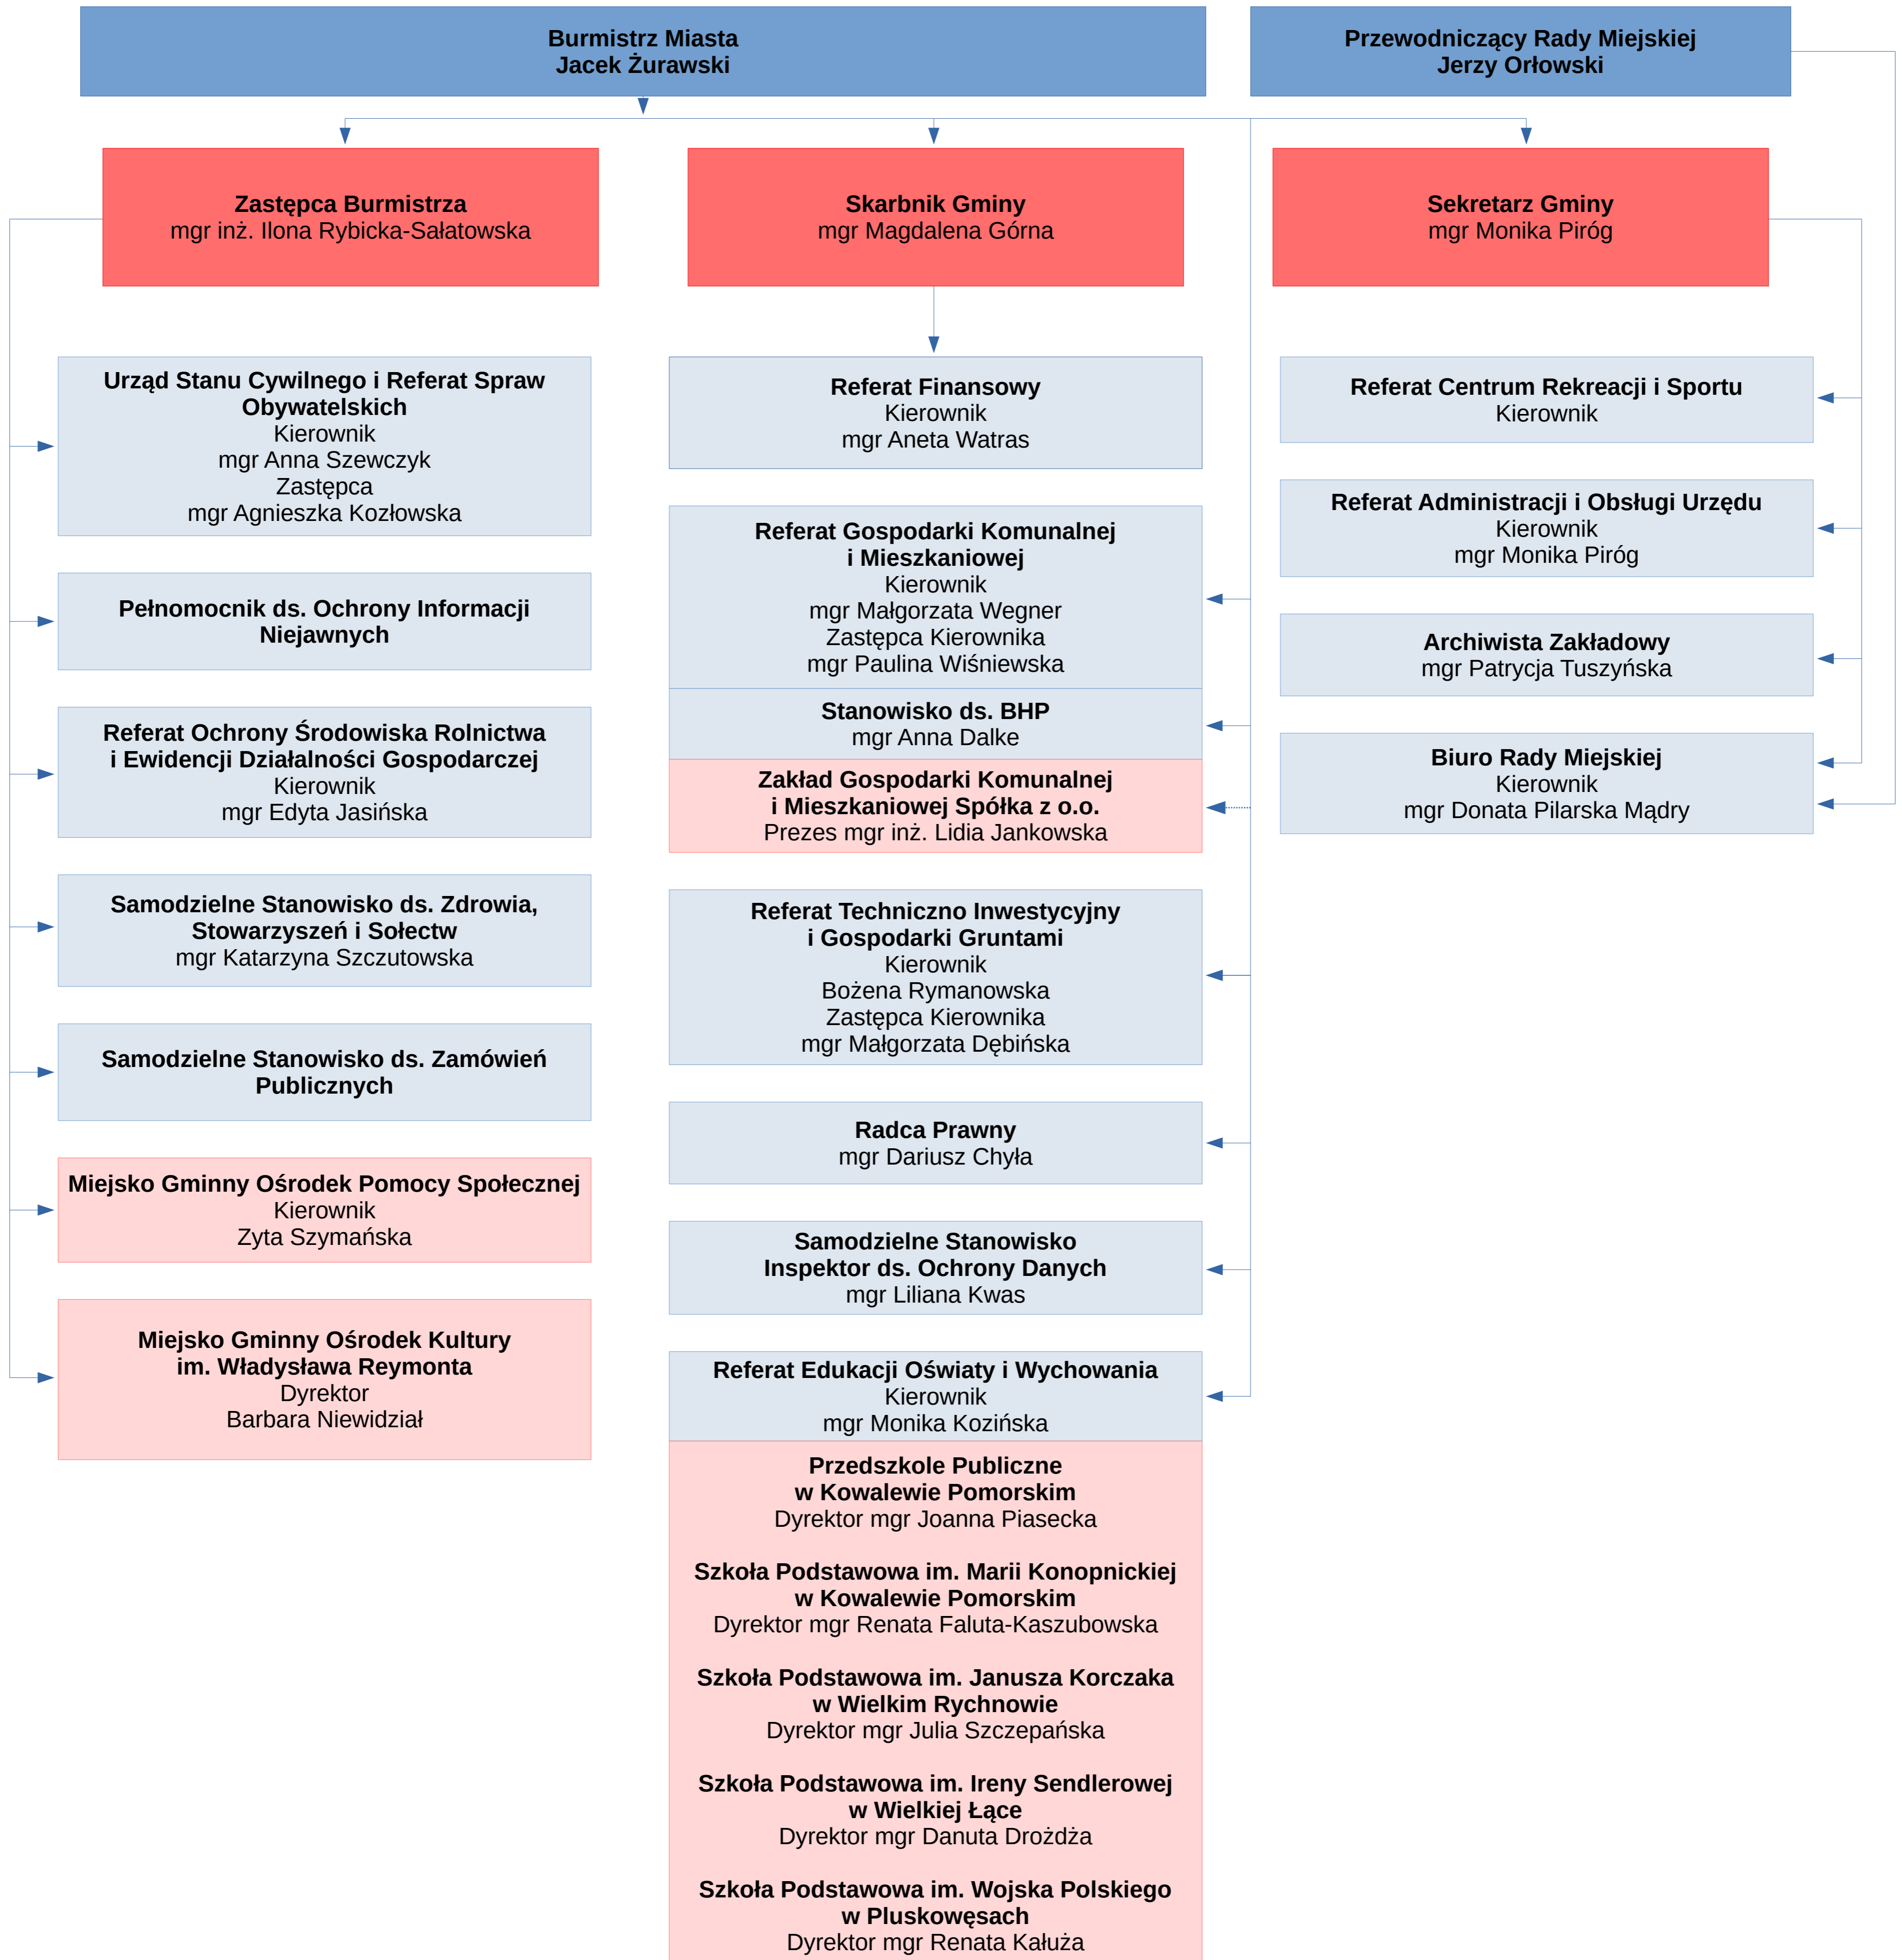 Burmistrz Miasta
Jacek Żurawski
Przewodniczący Rady Miejskiej
Jerzy Orłowski
Zastępca Burmistrza
mgr inż. Ilona Rybicka-Sałatowska
Skarbnik Gminy
mgr Magdalena Górna
Sekretarz Gminy
mgr Monika Piróg
Urząd Stanu Cywilnego i Referat Spraw
Obywatelskich
Kierownik
mgr Anna Szewczyk
Zastępca
mgr Agnieszka Kozłowska
Pełnomocnik ds. Ochrony Informacji
Niejawnych
Referat Ochrony Środowiska Rolnictwa
i Ewidencji Działalności Gospodarczej
Kierownik
mgr Edyta Jasińska
Samodzielne Stanowisko ds. Zdrowia,
Stowarzyszeń i Sołectw
mgr Katarzyna Szczutowska
Samodzielne Stanowisko ds. Zamówień
Publicznych
Miejsko Gminny Ośrodek Pomocy Społecznej
Kierownik
Zyta Szymańska
Miejsko Gminny Ośrodek Kultury
im. Władysława Reymonta
Dyrektor
Barbara Niewidział
Referat Finansowy
Kierownik
mgr Aneta Watras
Referat Gospodarki Komunalnej
i Mieszkaniowej
Kierownik
mgr Małgorzata Wegner
Zastępca Kierownika
mgr Paulina Wiśniewska
Stanowisko ds. BHP
mgr Anna Dalke
Zakład Gospodarki Komunalnej
i Mieszkaniowej Spółka z o.o.
Prezes mgr inż. Lidia Jankowska
Referat Techniczno Inwestycyjny
i Gospodarki Gruntami
Kierownik
Bożena Rymanowska
Zastępca Kierownika
mgr Małgorzata Dębińska
Radca Prawny
mgr Dariusz Chyła
Samodzielne Stanowisko
Inspektor ds. Ochrony Danych
mgr Liliana Kwas
Referat Edukacji Oświaty i Wychowania
Kierownik
mgr Monika Kozińska
Przedszkole Publiczne
w Kowalewie Pomorskim
Dyrektor mgr Joanna Piasecka
Szkoła Podstawowa im. Marii Konopnickiej
w Kowalewie Pomorskim
Dyrektor mgr Renata Faluta-Kaszubowska
Szkoła Podstawowa im. Janusza Korczaka
w Wielkim Rychnowie
Dyrektor mgr Julia Szczepańska
Szkoła Podstawowa im. Ireny Sendlerowej
w Wielkiej Łące
Dyrektor mgr Danuta Drożdża
Szkoła Podstawowa im. Wojska Polskiego
w Pluskowęsach
Dyrektor mgr Renata Kałuża
Referat Centrum Rekreacji i Sportu
Kierownik
Referat Administracji i Obsługi Urzędu
Kierownik
mgr Monika Piróg
Archiwista Zakładowy
mgr Patrycja Tuszyńska
Biuro Rady Miejskiej
Kierownik
mgr Donata Pilarska Mądry